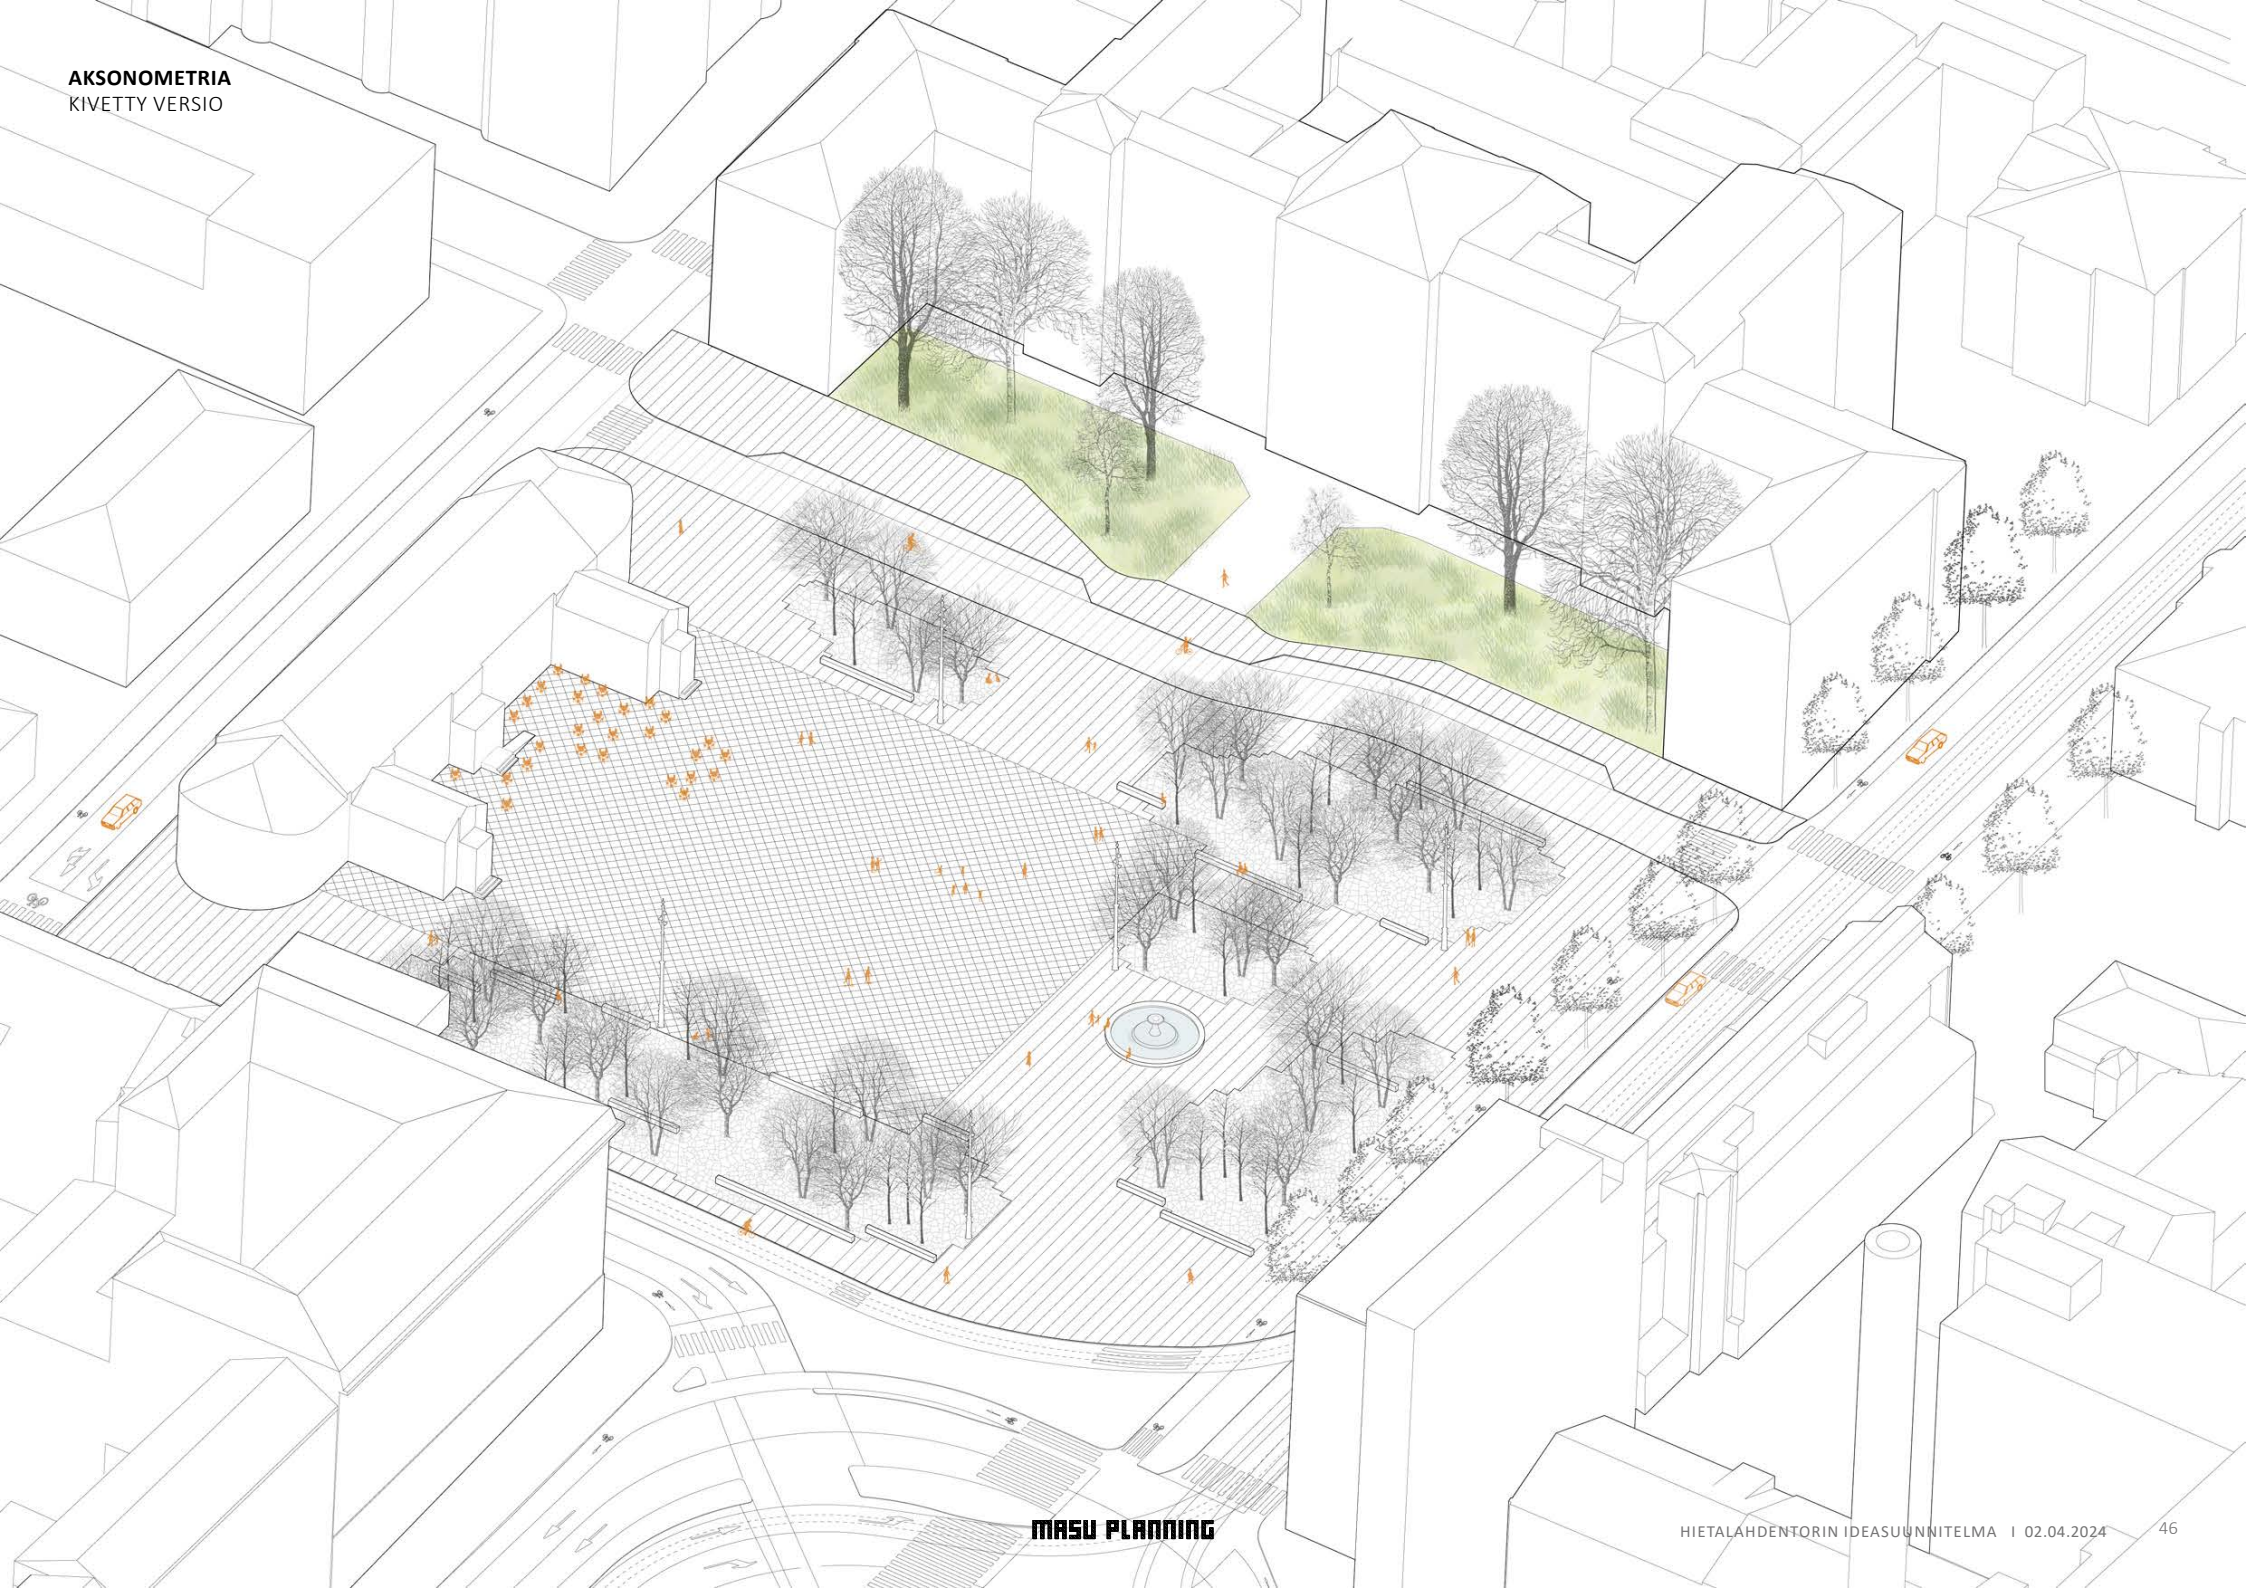 AKSONOMETRIA
KIVETTY VERSIO
MASU PLANNING
HIETALAHDENTORIN IDEASUUNNITELMA I 02.04.2024 46